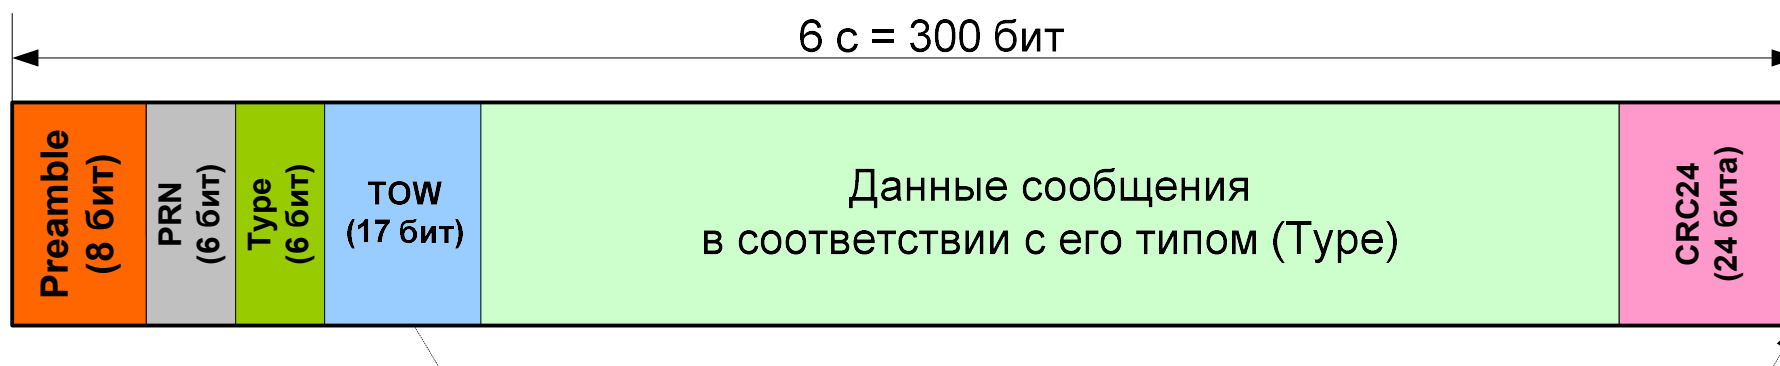 6 с = 300 бит
Preamble
(8 бит)
PRN
(6 бит)
Type
(6 бит)
TOW
(17 бит)
Данные сообщения
в соответствии с его типом (Type)
CRC24
(24 бита)